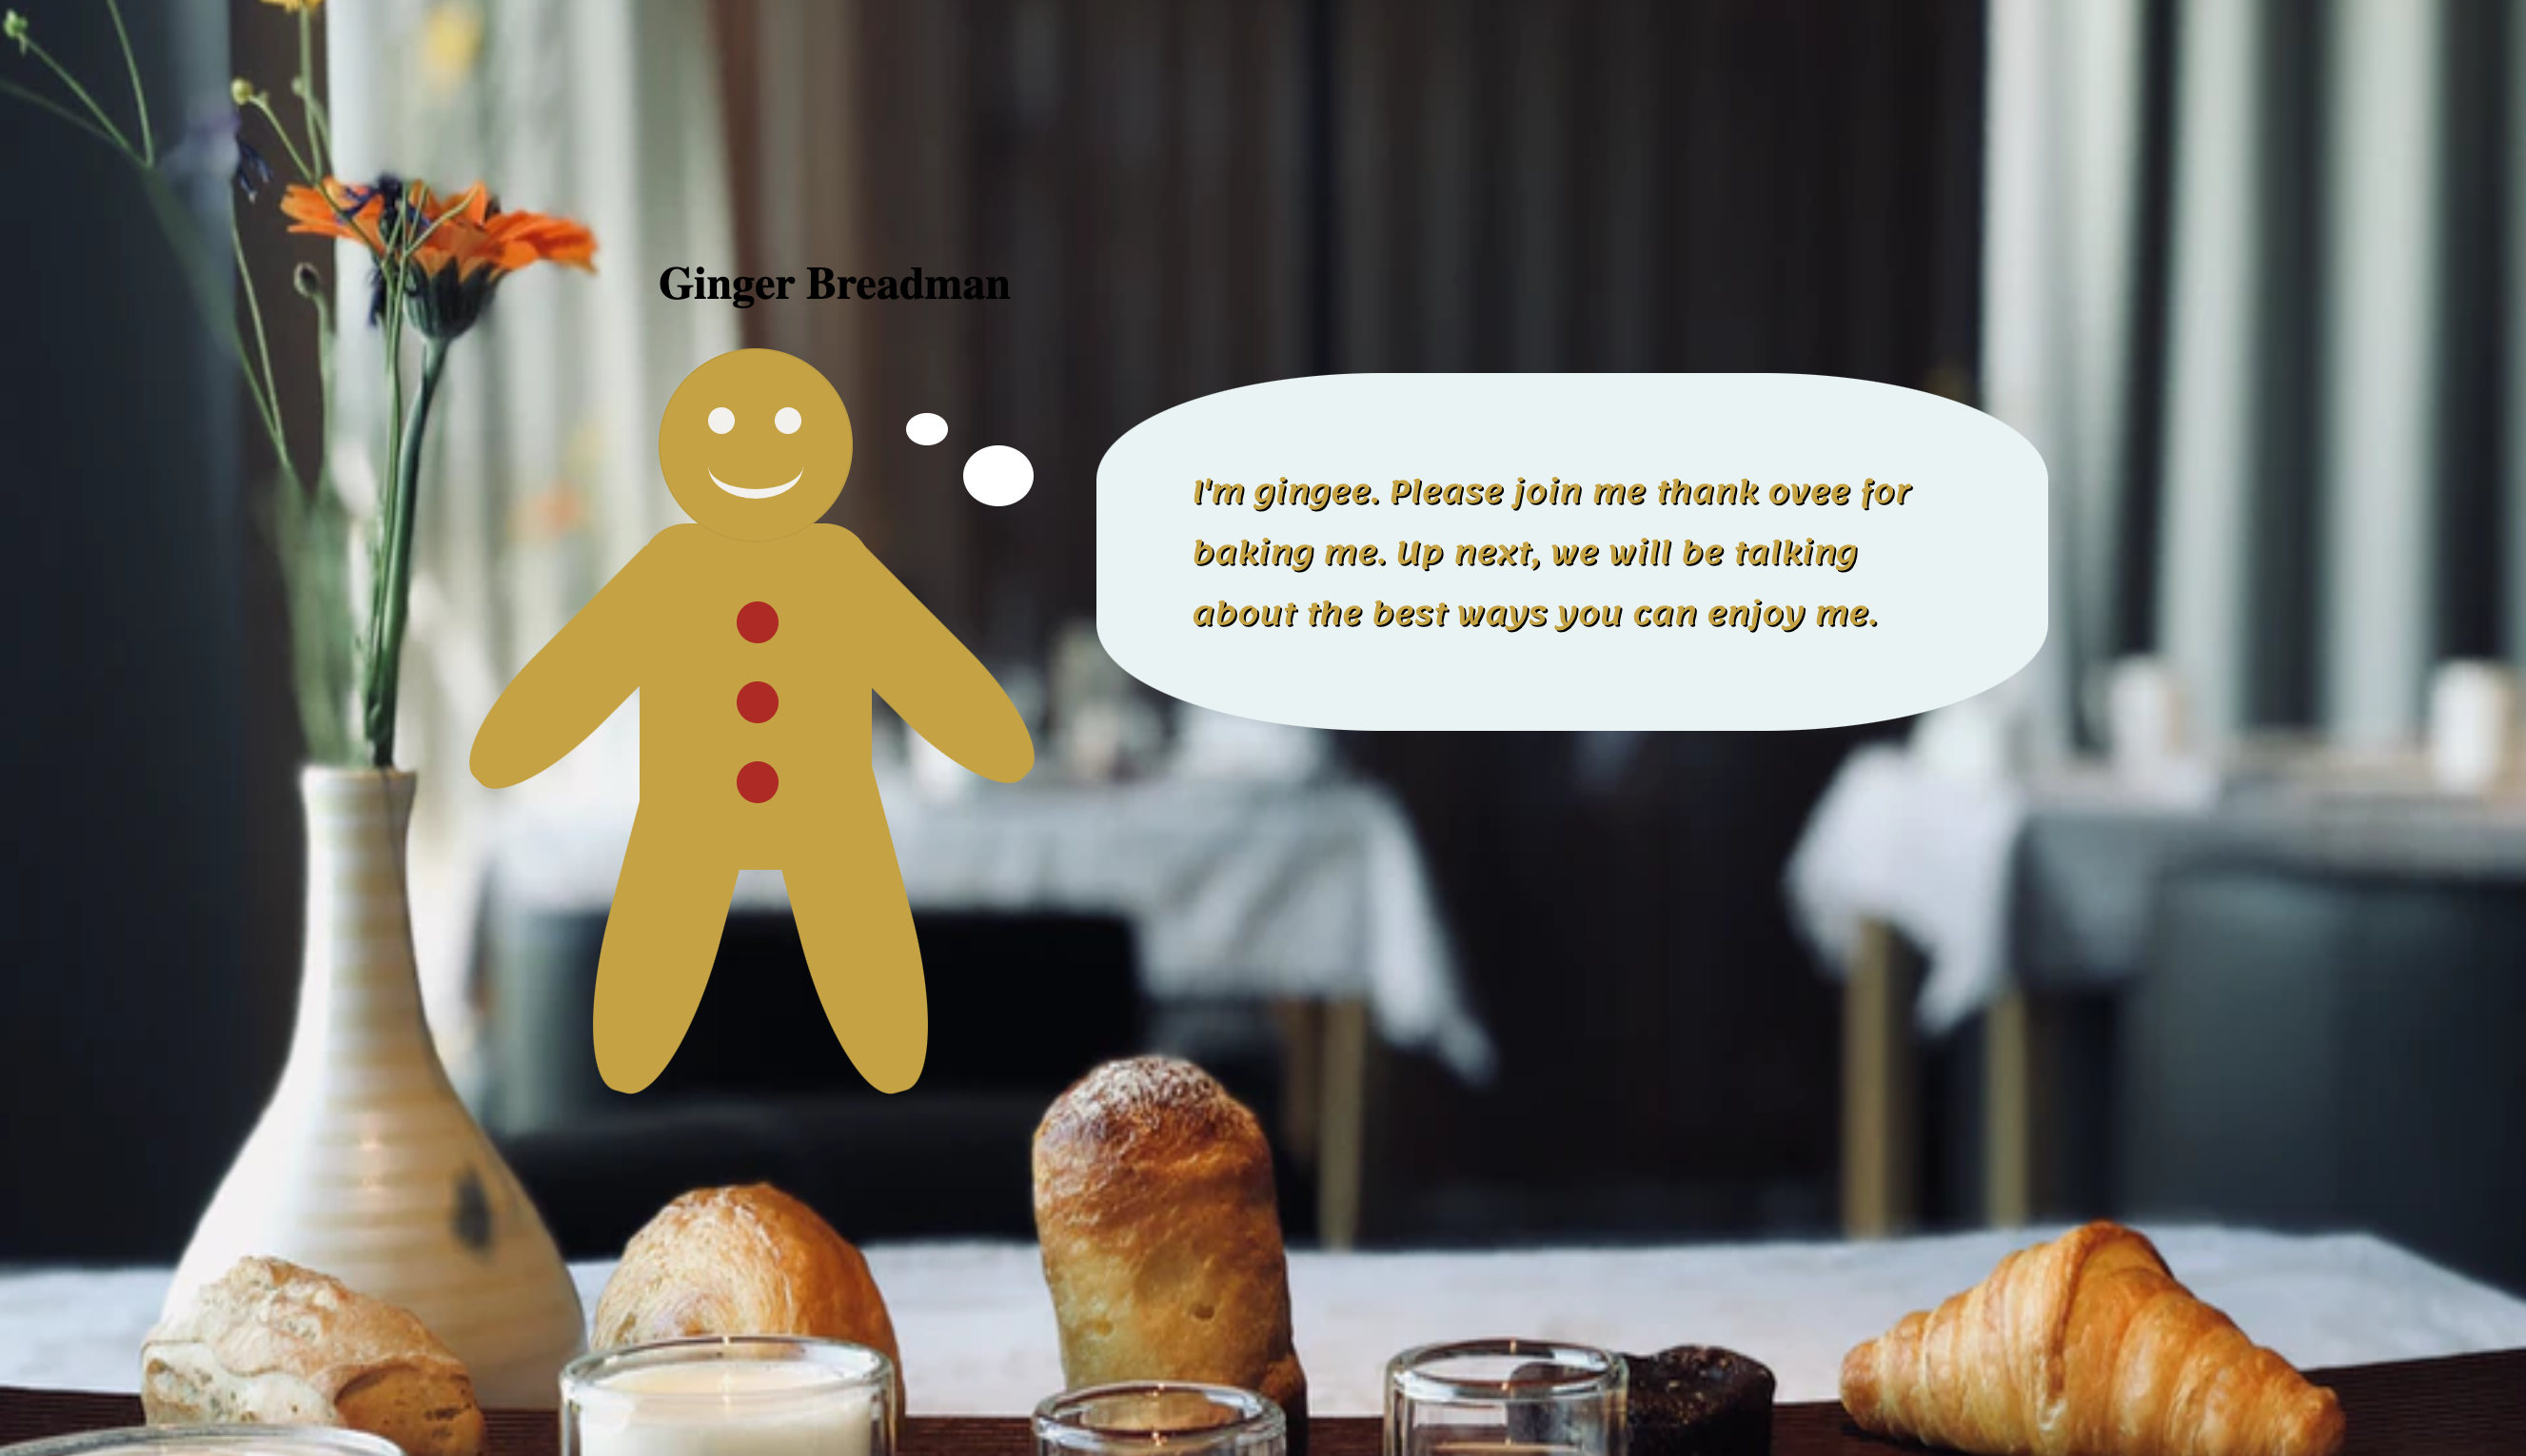 Ginger Breadman
I'm gingee. Please join me thank ovee for
baking me. Up next, we will be talking
about the best ways you can enjoy me.